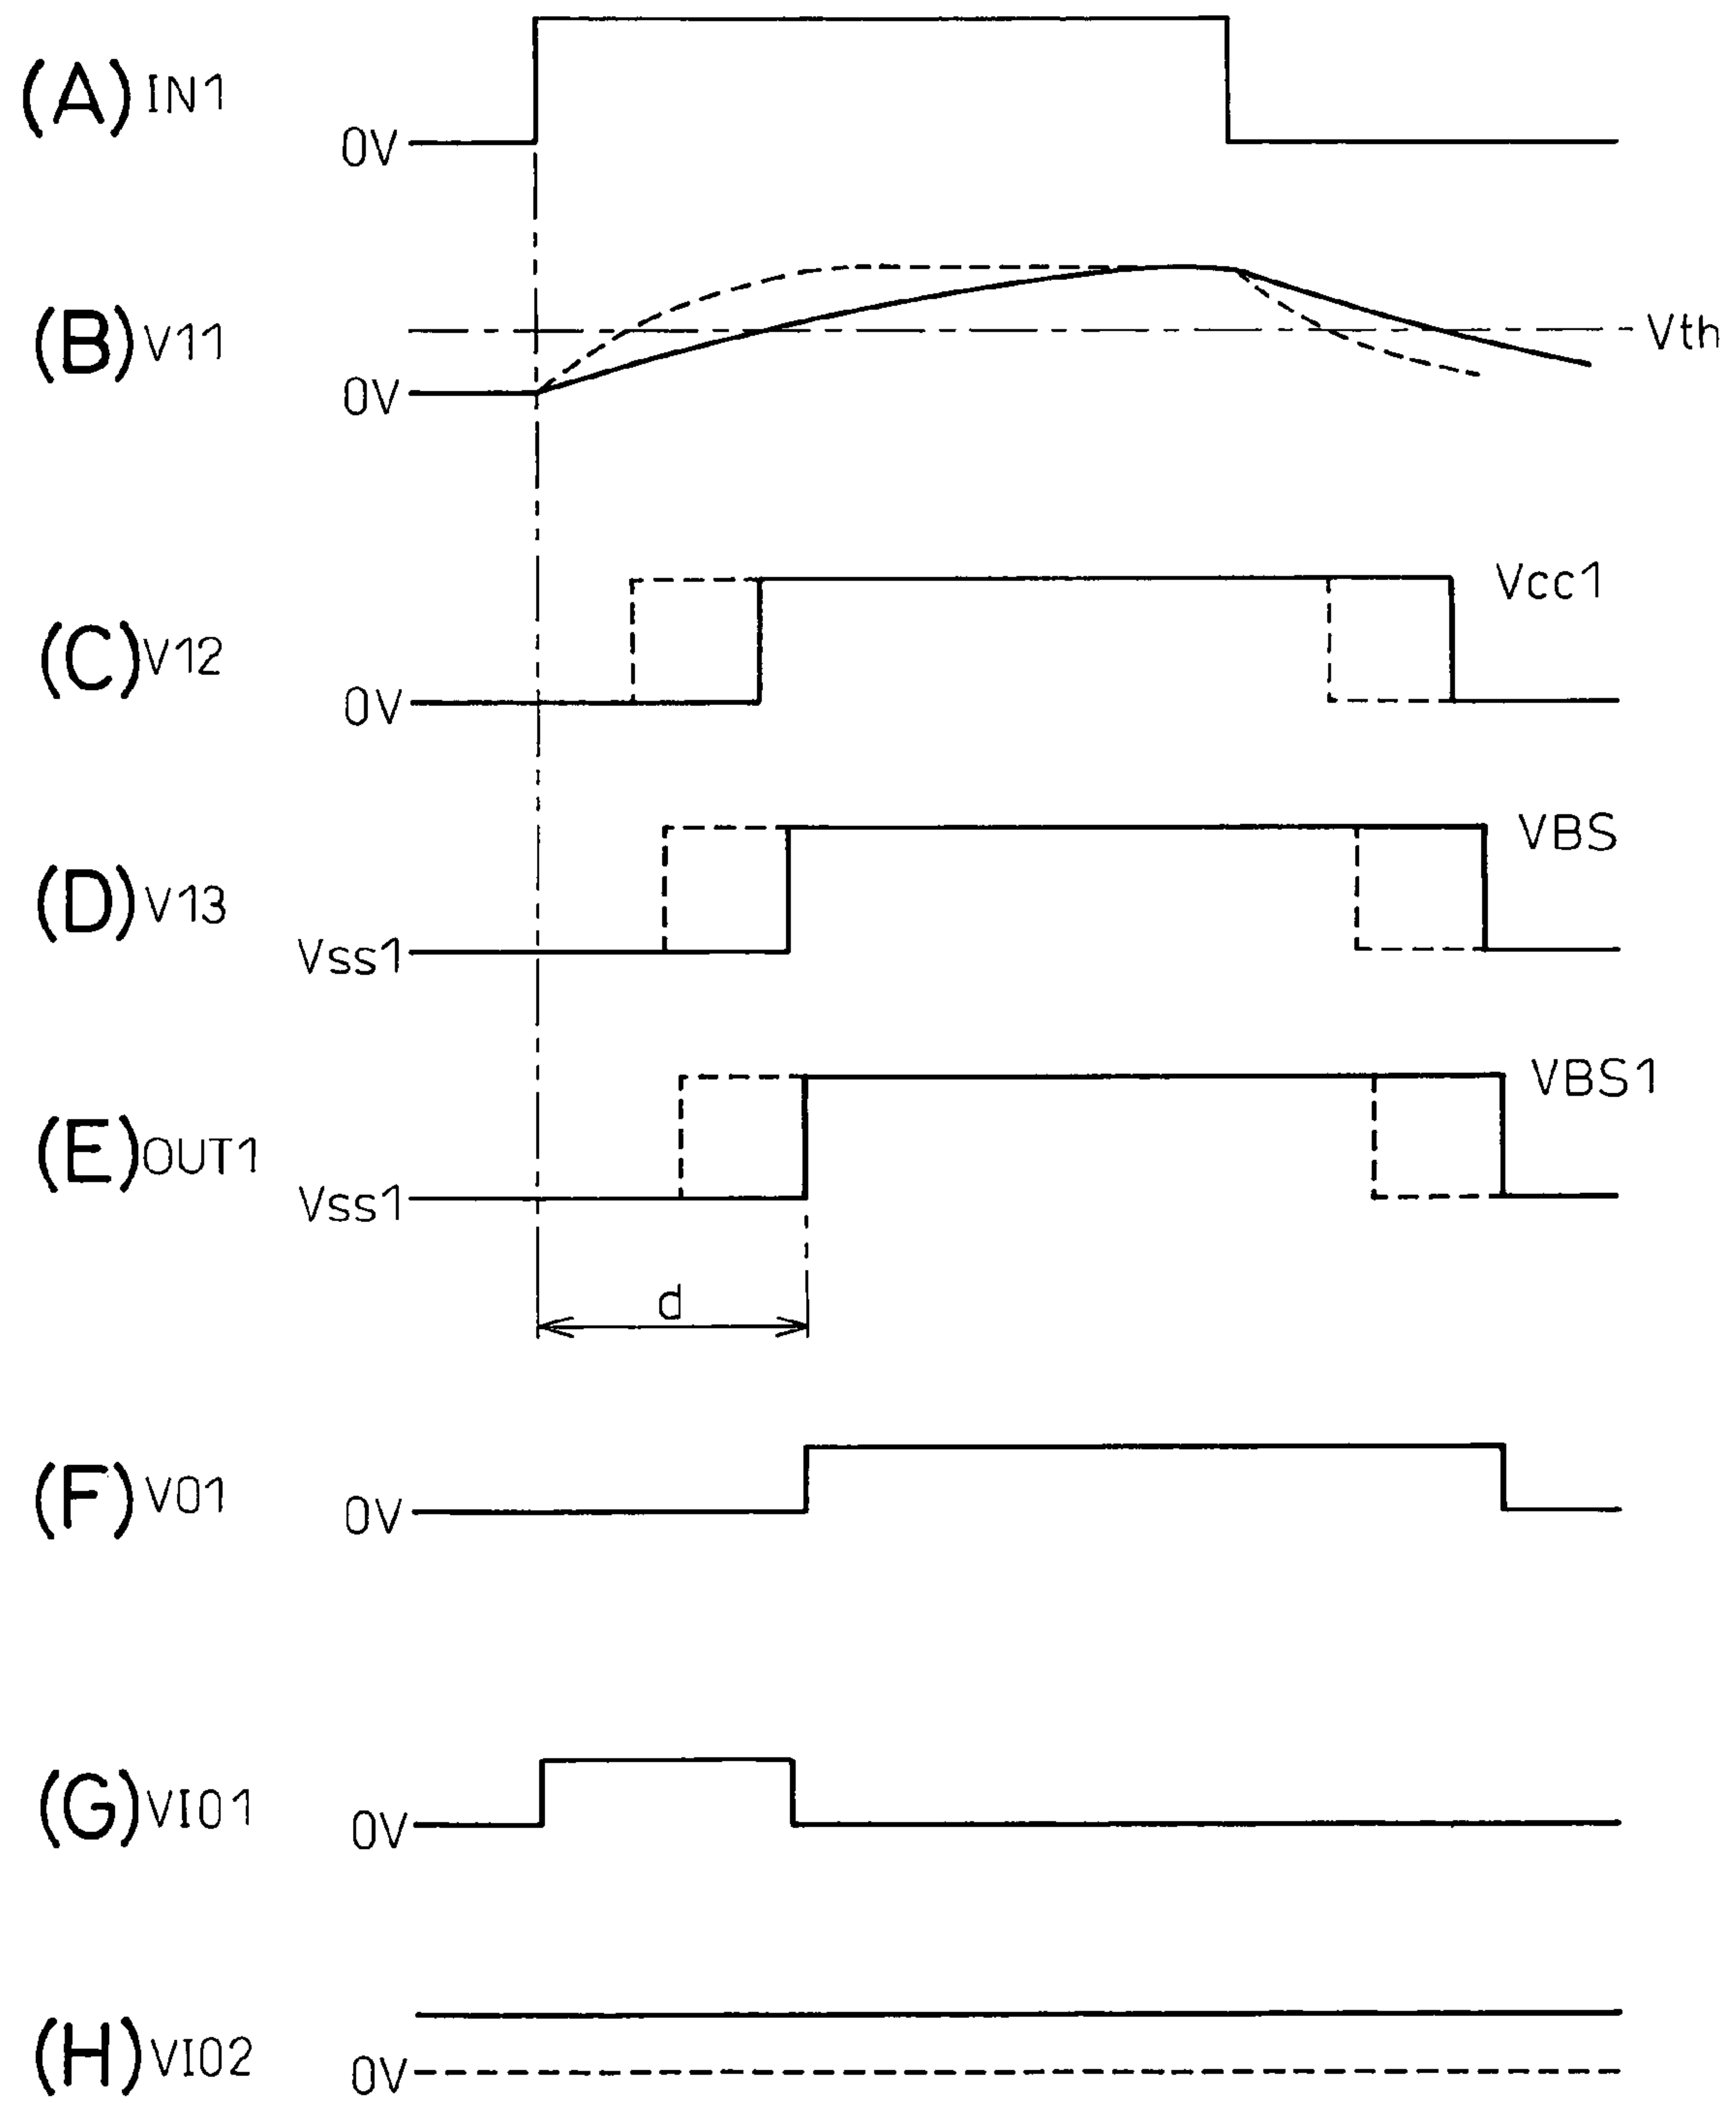 (A) IN1
0V
(B) V11
Vth
0V
(C) V12
Vcc1
0V
(D) V13
VBS
Vss1
(E) OUT1
VBS1
Vss1
d
(F) V01
0V
(G) VI01
0V
(H) VI02
0V